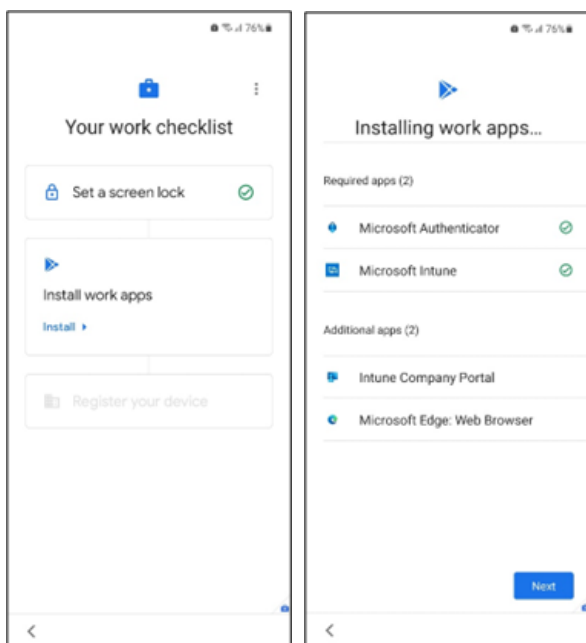 76%
Your work checklist
Set a screen lock
Install work apps
Install
Register your device
76%
Installing work apps...
Required apps (2)
Microsoft Authenticator
Microsoft Intune
Additional apps (2)
Intune Company Portal
Microsoft Edge: Web Browser
Next